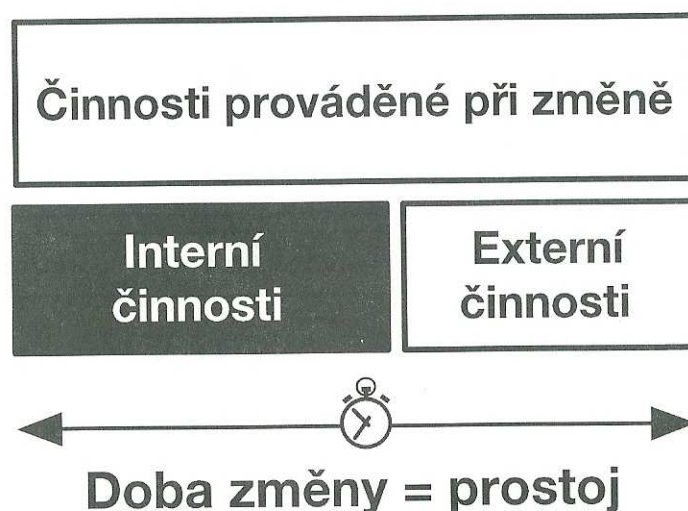 Činnosti prováděné při změně
Interní
činnosti
Externí
činnosti
Doba změny = prostoj